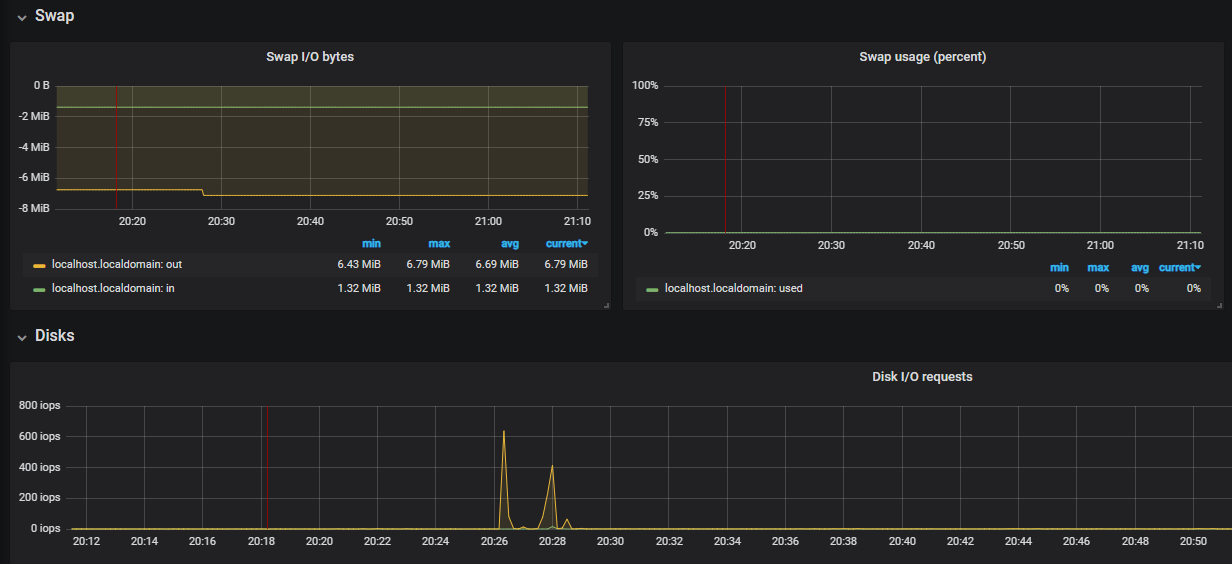 Swap
Swap I/O bytes
0 B
-2 MiB
-4 MiB
-6 MiB
-8 MiB
20:20 20:30 20:40 20:50 21:00 21:10
min max avg current
localhost.localdomain: out 6.43 MiB 6.79 MiB 6.69 MiB 6.79 MiB
localhost.localdomain: in 1.32 MiB 1.32 MiB 1.32 MiB 1.32 MiB
Swap usage (percent)
100%
75%
50%
25%
0%
20:20 20:30 20:40 20:50 21:00 21:10
min max avg current
localhost.localdomain: used 0% 0% 0% 0%
Disks
Disk I/O requests
800 iops
600 iops
400 iops
200 iops
0 iops
20:12 20:14 20:16 20:18 20:20 20:22 20:24 20:26 20:28 20:30 20:32 20:34 20:36 20:38 20:40 20:42 20:44 20:46 20:48 20:50